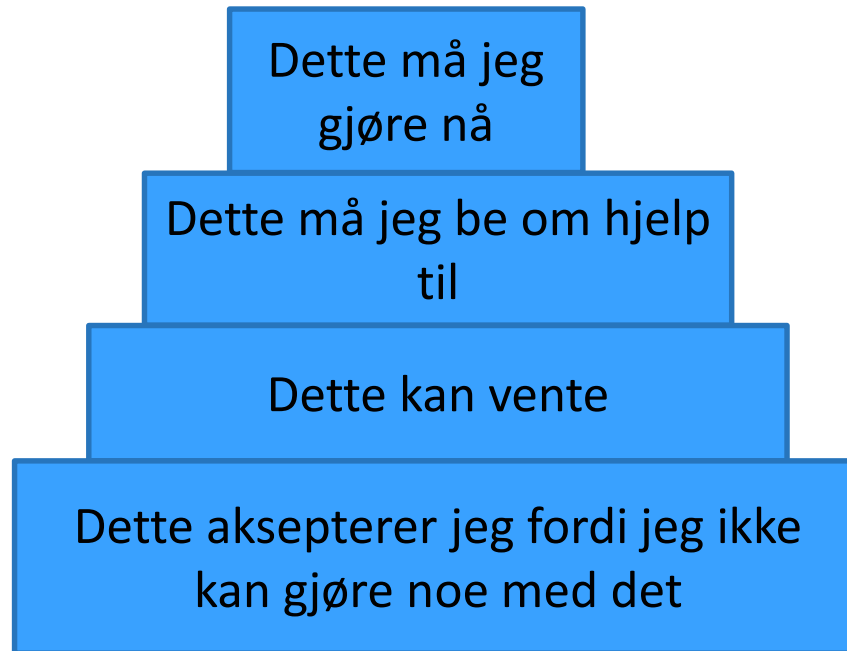 Dette må jeg
gjøre nå
Dette må jeg be om hjelp
til
Dette kan vente
Dette aksepterer jeg fordi jeg ikke
kan gjøre noe med det